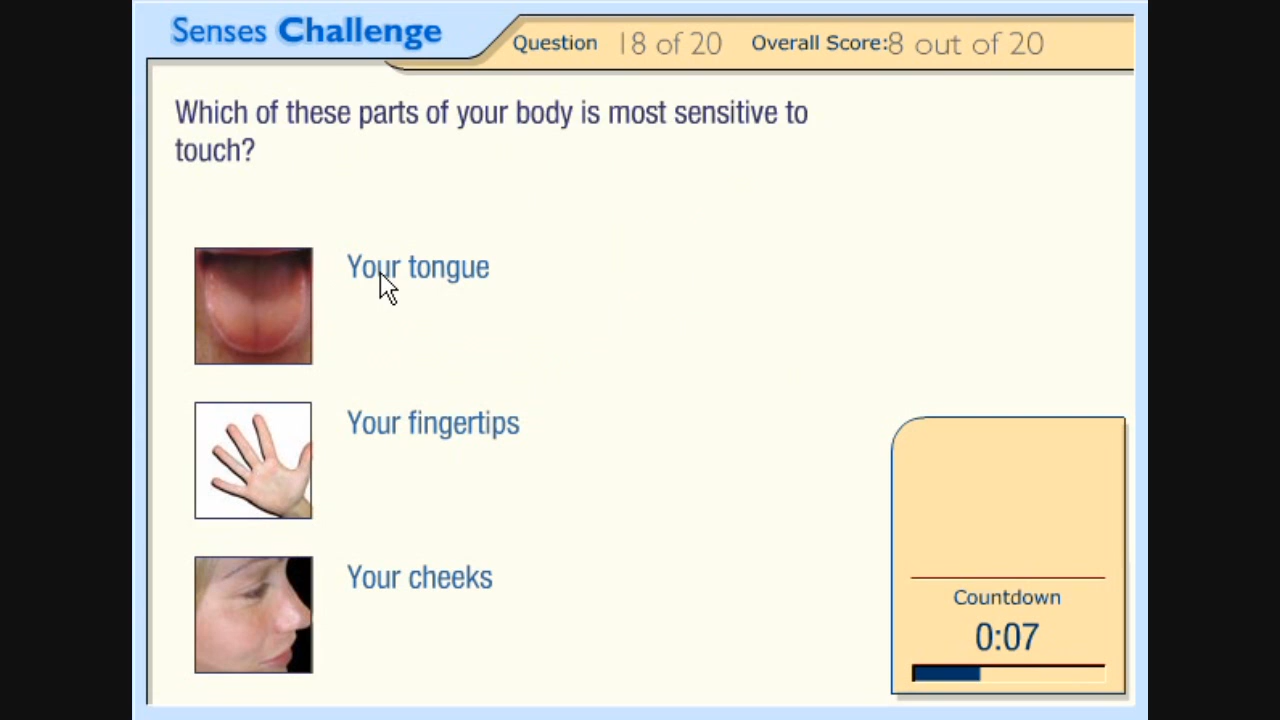 Senses Challenge
Question 18 of 20 Overall Score:8 out of 20
Which of these parts of your body is most sensitive to
touch?
Your tongue
Your fingertips
Your cheeks
Countdown
0:07